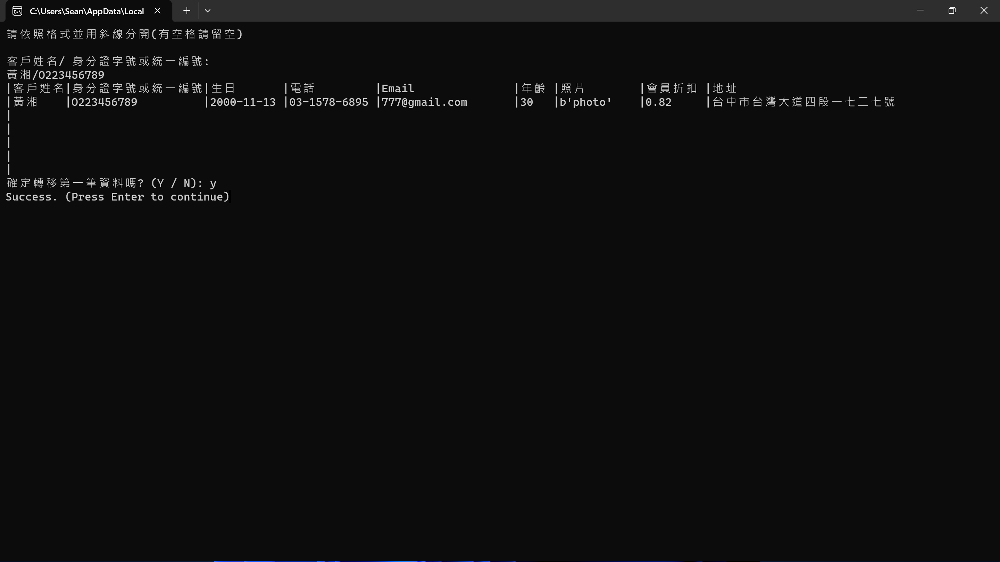 C:\Users\Sean\AppData\Local
請依照格式並用斜線分開(有空格請留空)
客戶姓名/ 身分證字號或統一編號:
黃湘/O223456789
|客戶姓名|身分證字號或統一編號|生日 |電話 |Email |年齡 |照片 |會員折扣 |地址
|黃湘 |O223456789 |2000-11-13 |03-1578-6895 |777@gmail.com |30 |b'photo' |0.82 |台中市台灣大道四段一七二七號
|
|
|
|
|
確定轉移第一筆資料嗎? (Y / N): y
Success. (Press Enter to continue)